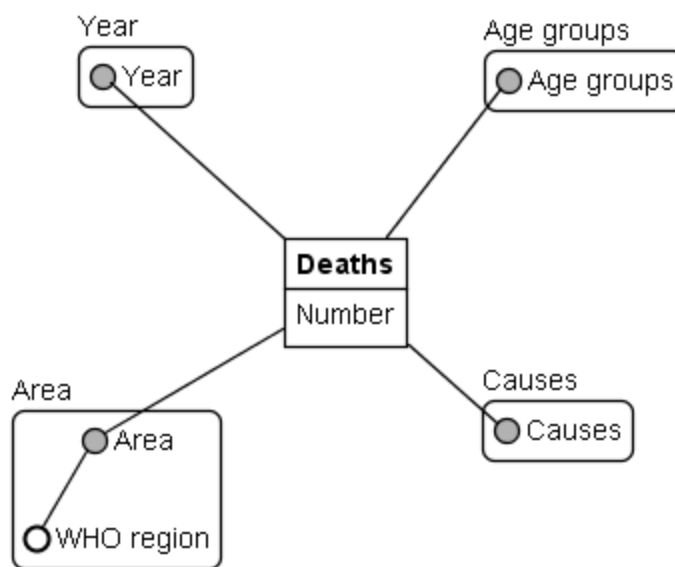 Year
Year
Age groups
Age groups
Deaths
Number
Area
Area
WHO region
Causes
Causes